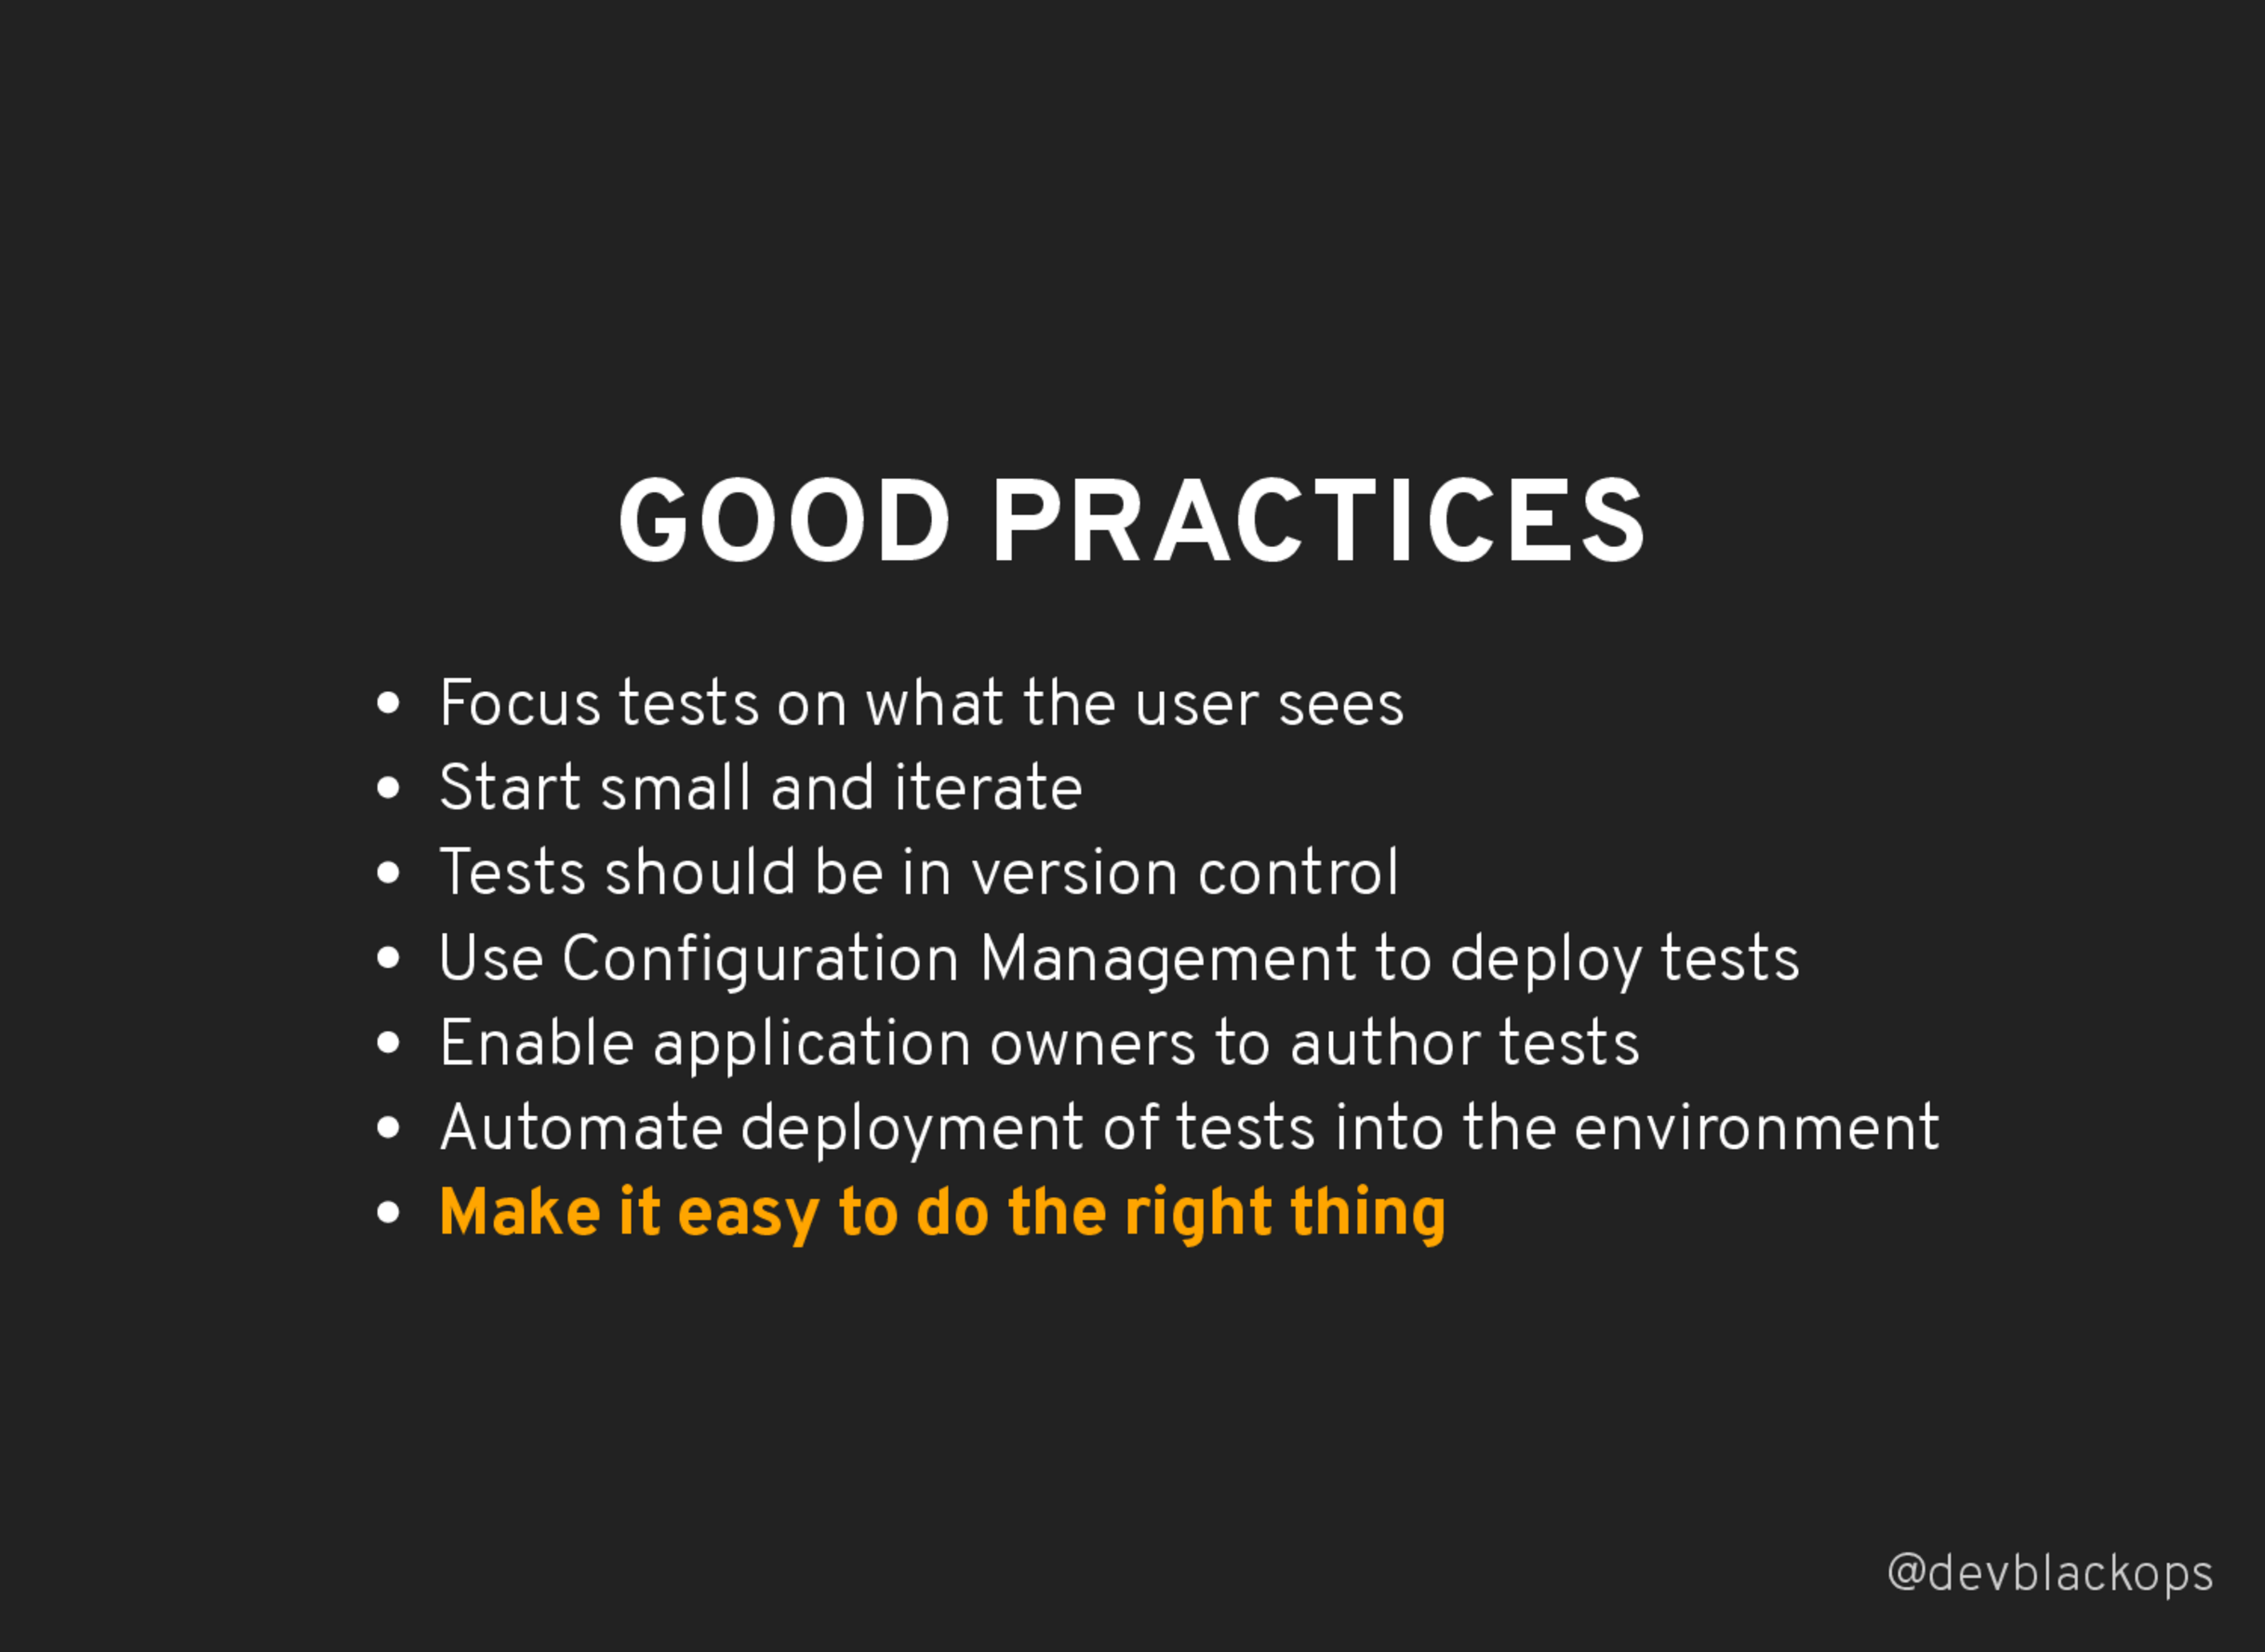 GOOD PRACTICES
Focus tests on what the user sees
Start small and iterate
Tests should be in version control
Use Configuration Management to deploy tests
Enable application owners to author tests
Automate deployment of tests into the environment
Make it easy to do the right thing
@devblackops